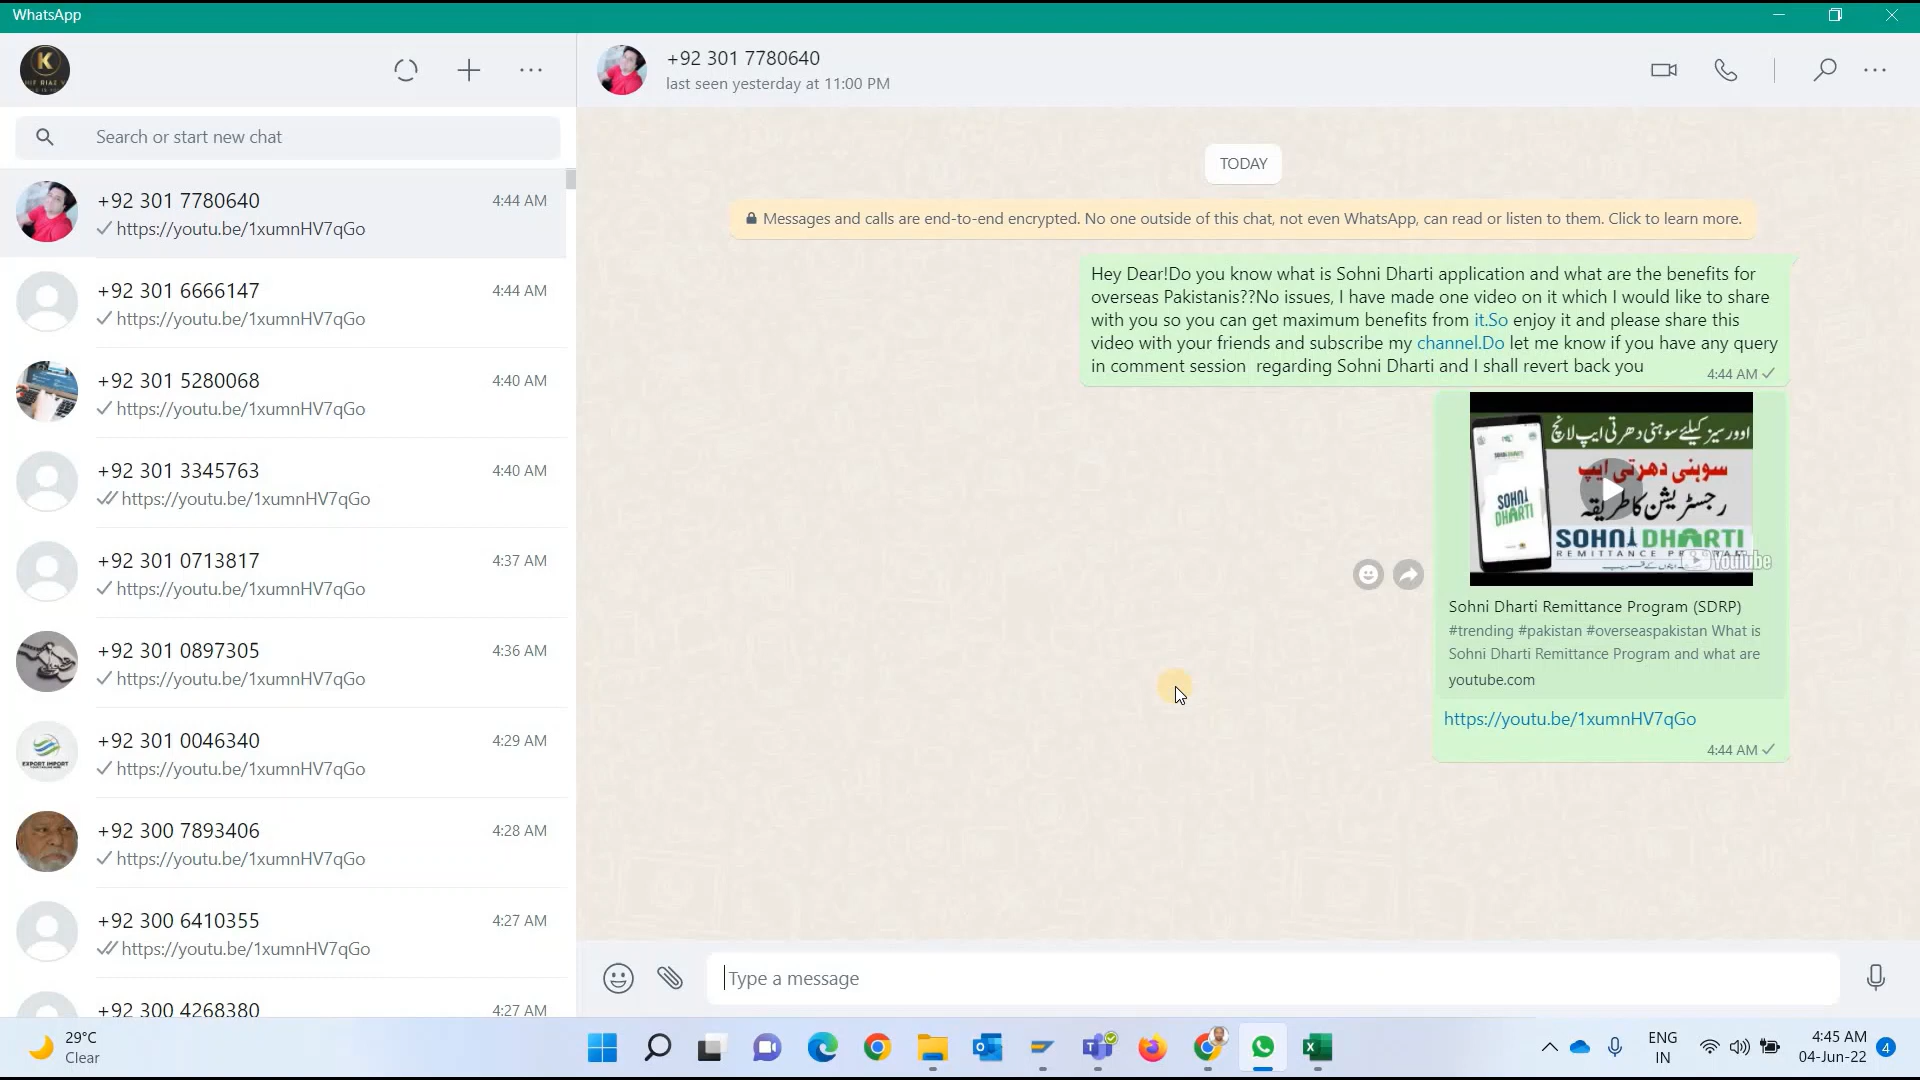 WhatsApp
K
+92 301 7780640
last seen yesterday at 11:00 PM
Search or start new chat
+92 301 7780640
4:44 AM
https://youtu.be/1xumnHV7qGo
+92 301 6666147
4:44 AM
https://youtu.be/1xumnHV7qGo
+92 301 5280068
4:40 AM
https://youtu.be/1xumnHV7qGo
+92 301 3345763
4:40 AM
https://youtu.be/1xumnHV7qGo
+92 301 0713817
4:37 AM
https://youtu.be/1xumnHV7qGo
+92 301 0897305
4:36 AM
https://youtu.be/1xumnHV7qGo
EXPORT IMPORT
+92 301 0046340
4:29 AM
https://youtu.be/1xumnHV7qGo
+92 300 7893406
4:28 AM
https://youtu.be/1xumnHV7qGo
+92 300 6410355
4:27 AM
https://youtu.be/1xumnHV7qGo
+92 300 4268380
4:27 AM
TODAY
Messages and calls are end-to-end encrypted. No one outside of this chat, not even WhatsApp, can read or listen to them. Click to learn more.
Hey Dear!Do you know what is Sohni Dharti application and what are the benefits for
overseas Pakistanis??No issues, I have made one video on it which I would like to share
with you so you can get maximum benefits from it.So enjoy it and please share this
video with your friends and subscribe my channel.Do let me know if you have any query
in comment session  regarding Sohni Dharti and I shall revert back you
4:44 AM
اوورسیز کیلئے سوہنی دھرتی ایپ لانچ
سوہنی دھرتی ایپ
رجسٹریشن کا طریقہ
SOHNI
DHARTI
SOHNI DHARTI
REMITTANCE PROGRAM
YouTube
Sohni Dharti Remittance Program (SDRP)
#trending #pakistan #overseaspakistan What is
Sohni Dharti Remittance Program and what are
youtube.com
https://youtu.be/1xumnHV7qGo
4:44 AM
Type a message
29°C
Clear
ENG
IN
4:45 AM
04-Jun-22
4